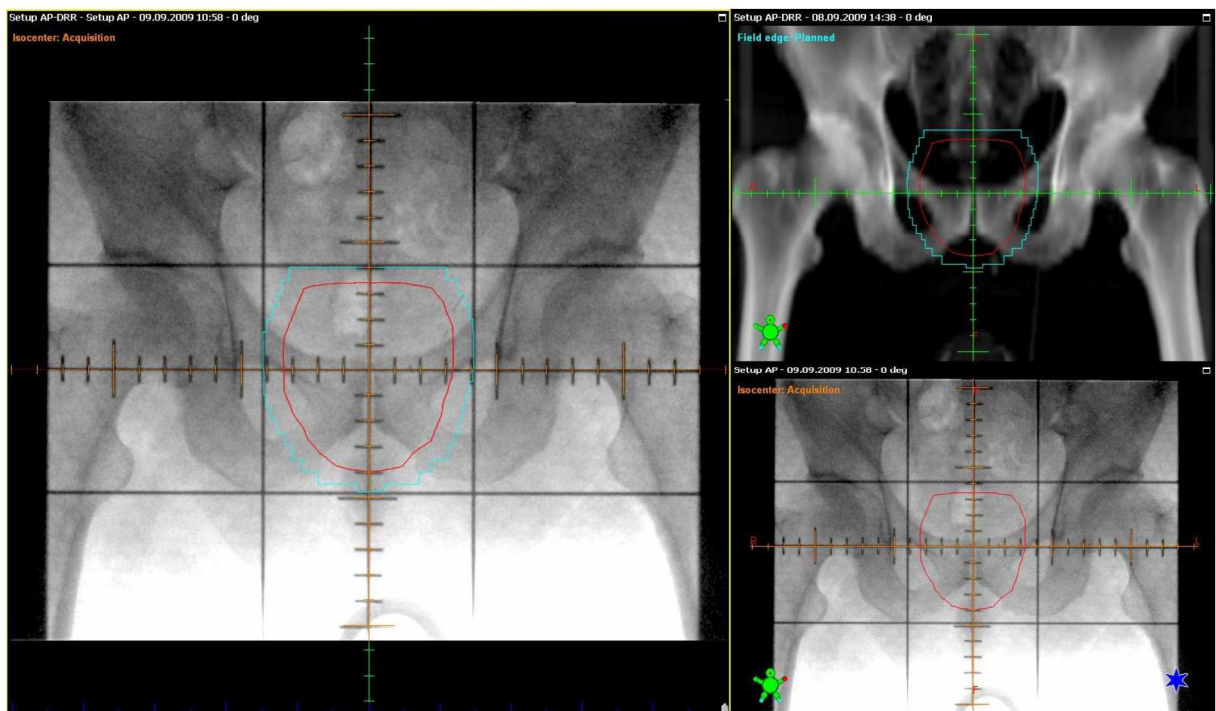 Setup AP-DRR - Setup AP - 09.09.2009 10:58 - 0 deg
Isocenter: Acquisition
Setup AP-DRR - 08.09.2009 14:38 - 0 deg
Field edge: Planned
L
Setup AP - 09.09.2009 10:58 - 0 deg
Isocenter: Acquisition
R
L
F